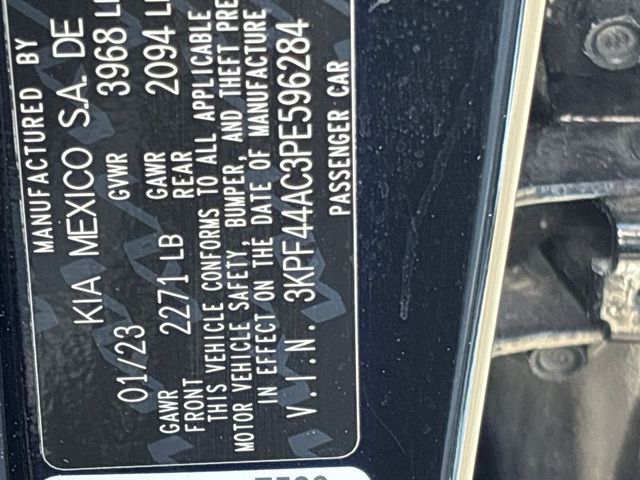 MANUFACTURED BY
KIA MEXICO S.A. DE
01/23 GVWR 3968 L
GAWR FRONT 2271 LB GAWR REAR 2094 L
THIS VEHICLE CONFORMS TO ALL APPLICABLE
MOTOR VEHICLE SAFETY, BUMPER, AND THEFT PRE
IN EFFECT ON THE DATE OF MANUFACTURE
V.I.N. 3KPF44AC3PE596284
PASSENGER CAR